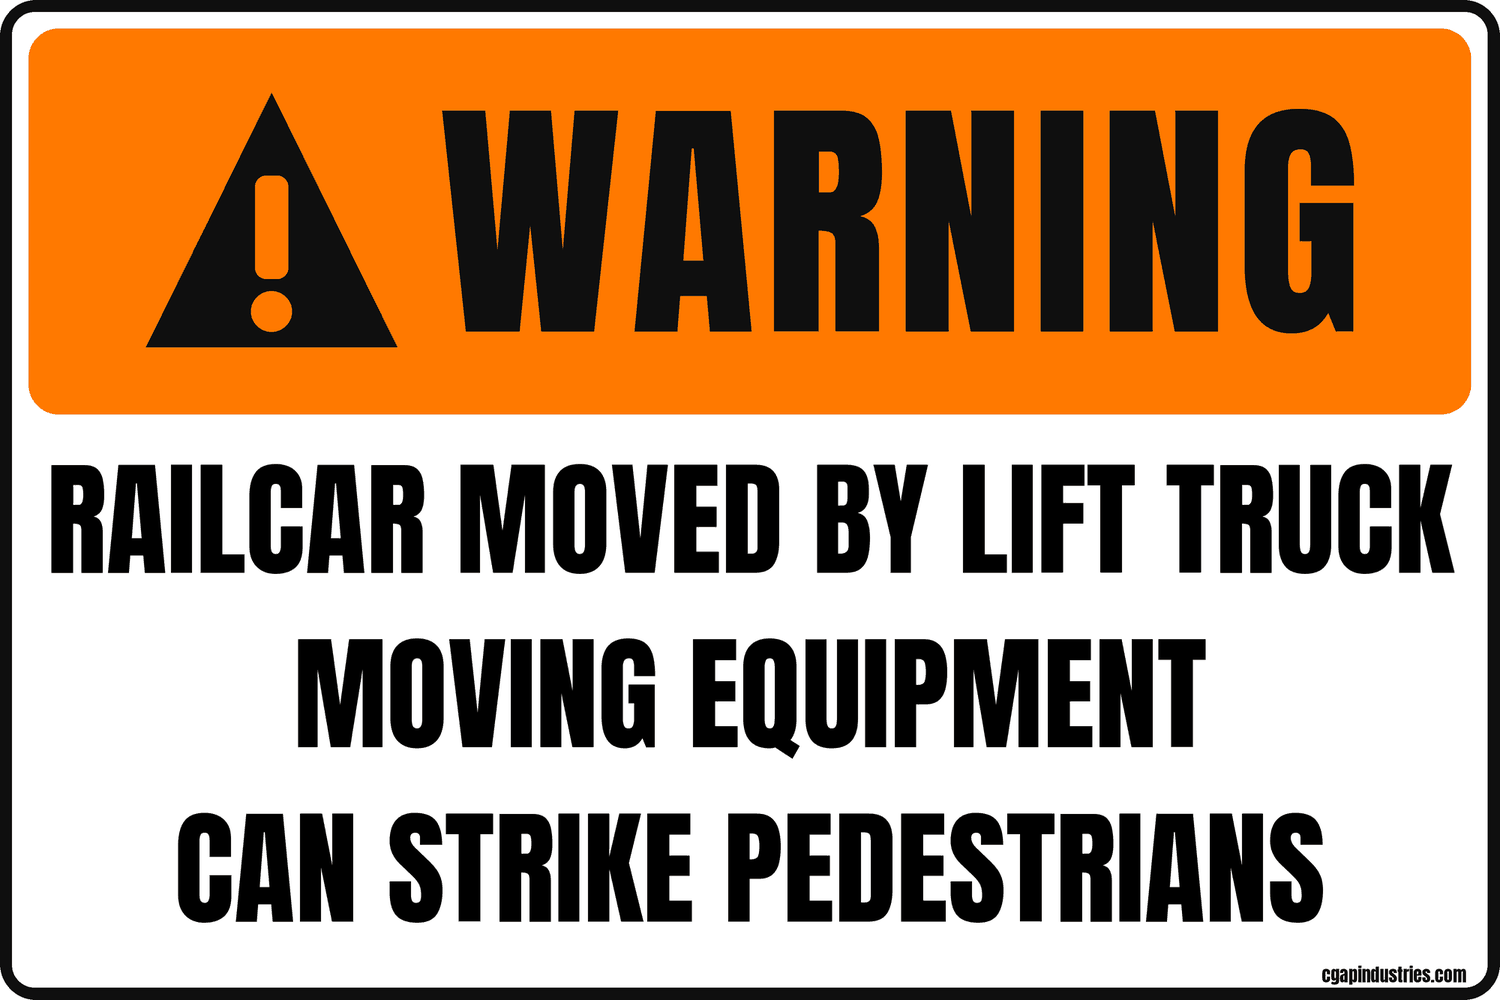 WARNING
RAILCAR MOVED BY LIFT TRUCK
MOVING EQUIPMENT
CAN STRIKE PEDESTRIANS
cgapindustries.com